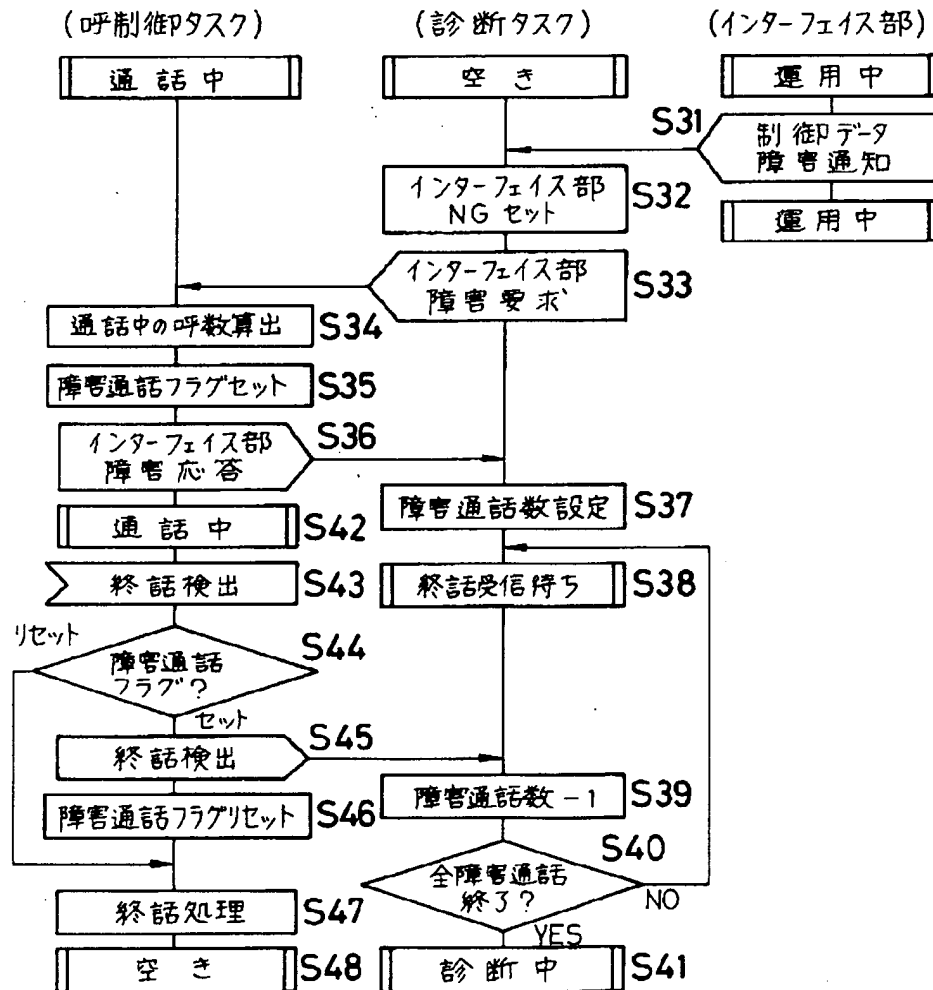 (呼制御タスク)
通話中
S34
通話中の呼数算出
障害通話フラグセット
S35
インターフェイス部
障害応答
S36
通話中
S42
終話検出
S43
リセット
障害通話
フラグ?
S44
セット
終話検出
S45
障害通話フラグリセット
S46
終話処理
S47
空き
S48
(診断タスク)
空き
インターフェイス部
NGセット
S32
インターフェイス部
障害要求
S33
障害通話数設定
S37
終話受信待ち
S38
障害通話数-1
S39
S40
全障害通話
終了?
NO
YES
診断中
S41
(インターフェイス部)
運用中
S31
制御データ
障害通知
運用中